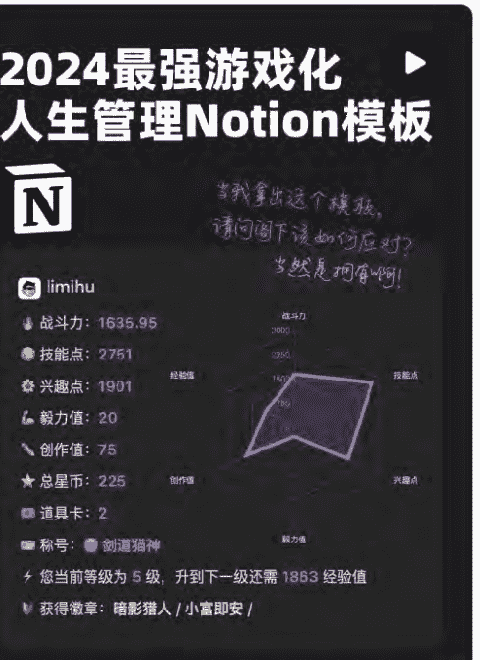 2024最强游戏化
人生管理Notion模板
N
当我拿出这个模板,
请问阁下该如何应对?
当然是拥有啊!
limihu
战斗力: 1635.95
技能点: 2751
兴趣点: 1901
毅力值: 20
创作值: 75
总星币: 225
道具卡: 2
称号: 剑道猫神
您当前等级为 5 级，升到下一级还需 1863 经验值
获得徽章: 暗影猎人 / 小富即安 /
战斗力
3000
2250
经验值
技能点
创作值
兴趣点
毅力值